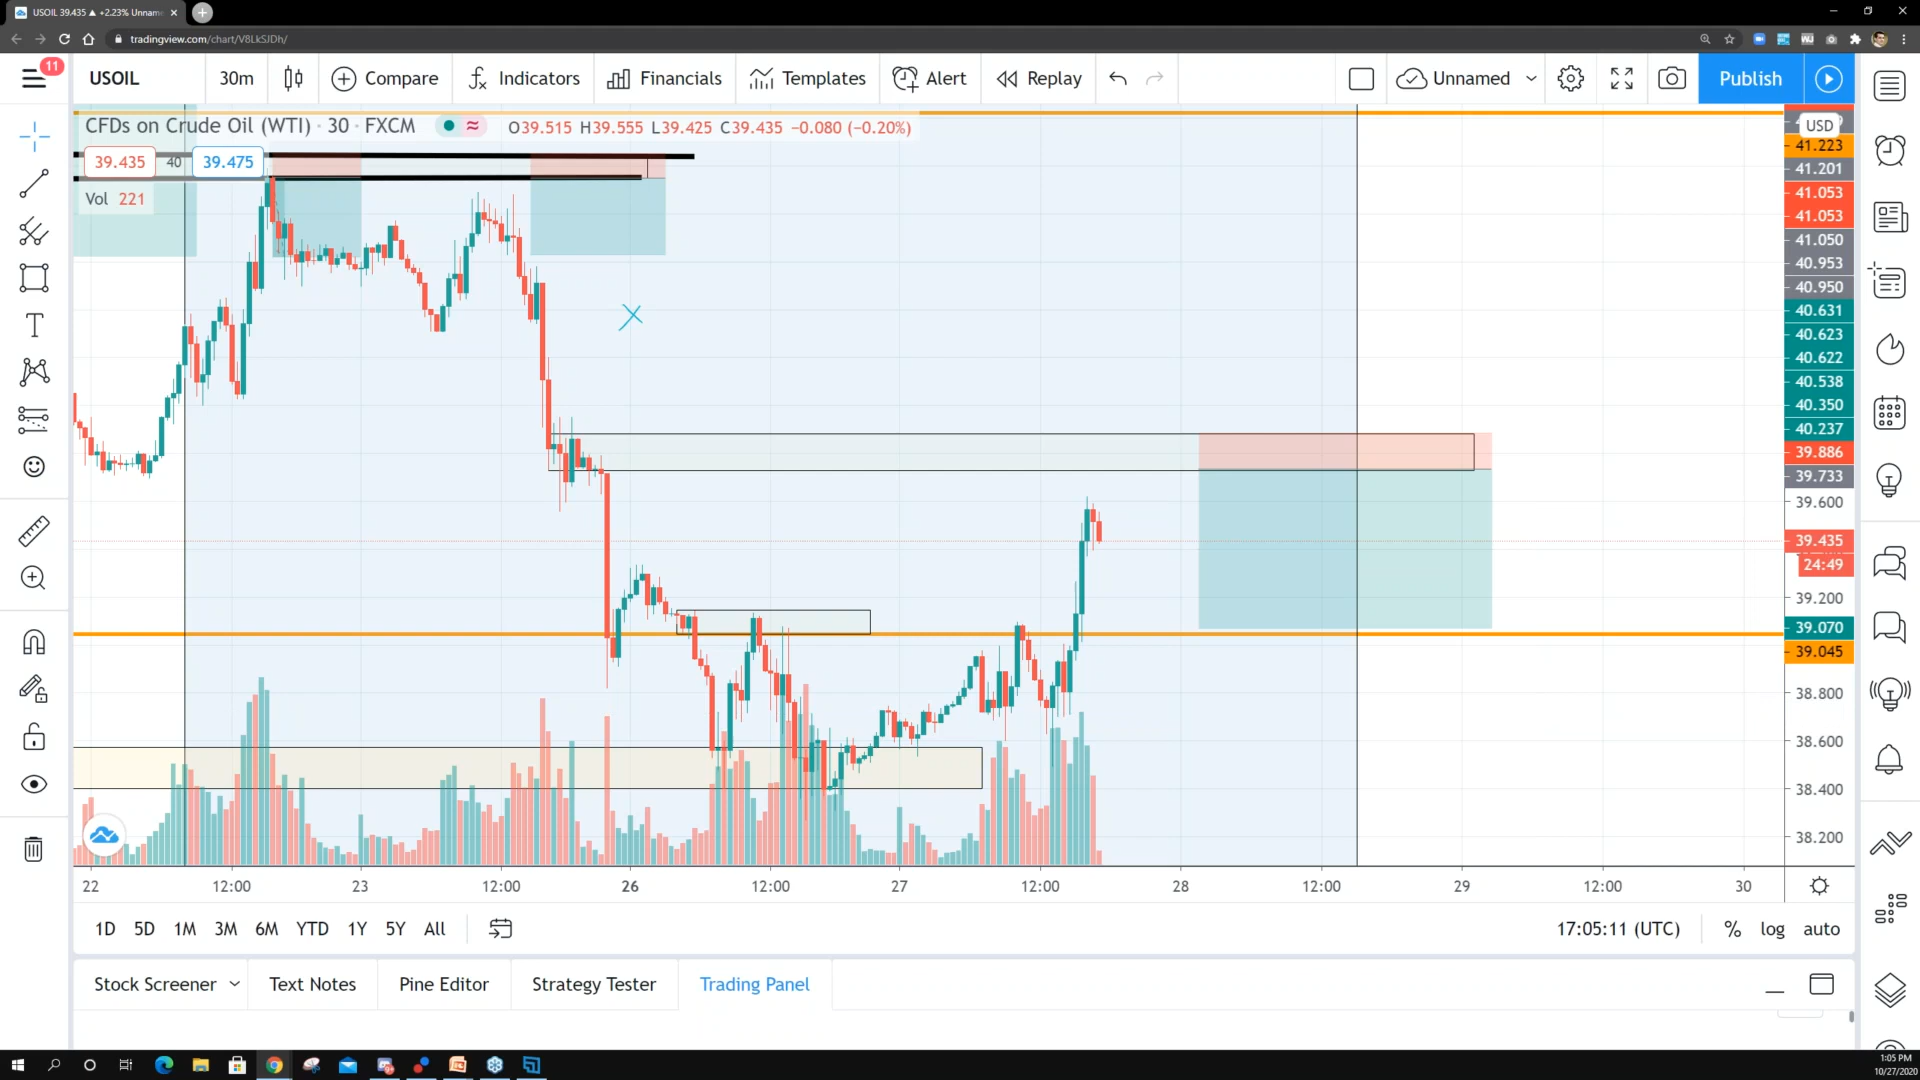 USOIL 39.435 ▲ +2.23% Unnam
tradingview.com/chart/V8LkSJDh/
11
USOIL
30m
Compare
Indicators
Financials
Templates
Alert
Replay
Unnamed
Publish
CFDs on Crude Oil (WTI) · 30 · FXCM
O39.515 H39.555 L39.425 C39.435 −0.080 (−0.20%)
39.435
40
39.475
Vol 221
USD
41.223
41.201
41.053
41.053
41.050
40.953
40.950
40.631
40.623
40.622
40.538
40.350
40.237
39.886
39.733
39.600
39.435
24:49
39.200
39.070
39.045
38.800
38.600
38.400
38.200
22 12:00 23 12:00 26 12:00 27 12:00 28 12:00 29 12:00 30
1D 5D 1M 3M 6M YTD 1Y 5Y All
17:05:11 (UTC) % log auto
Stock Screener Text Notes Pine Editor Strategy Tester Trading Panel
1:05 PM
10/27/2020